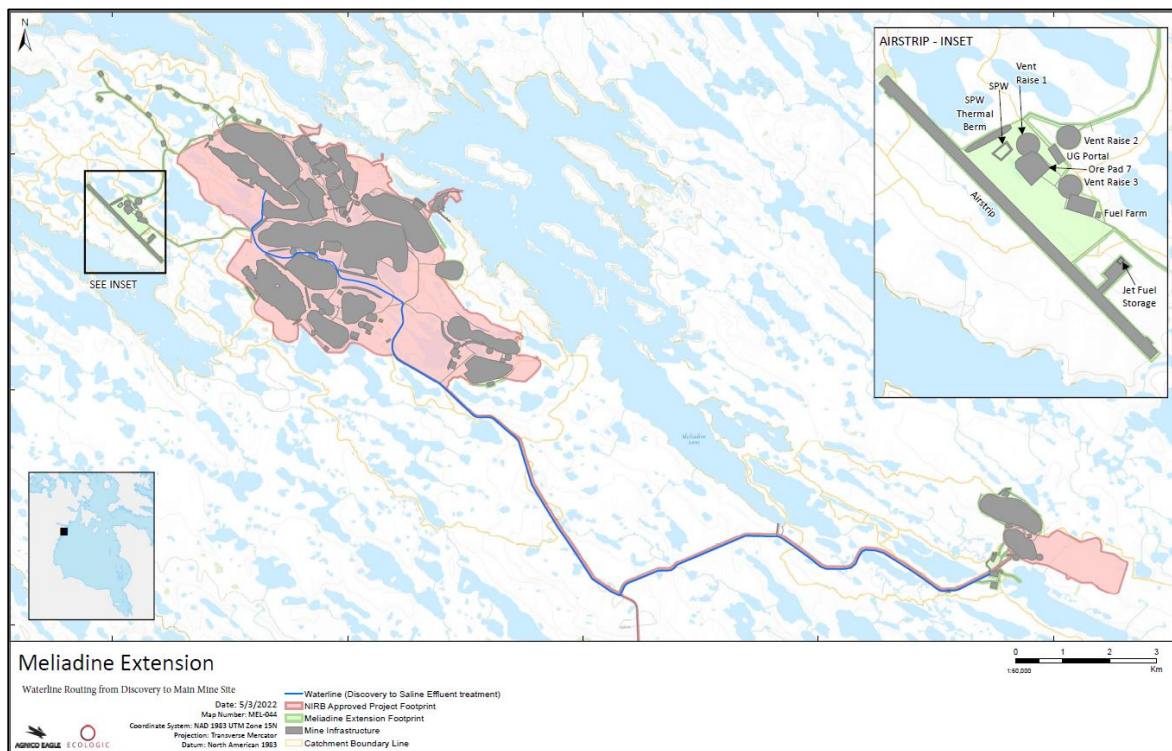 N
SEE INSET
Meliadine
Lake
AIRSTRIP - INSET
Vent
Raise 1
SPW
SPW
Thermal
Berm
Vent Raise 2
UG Portal
Ore Pad 7
Vent Raise 3
Airstrip
Fuel Farm
Jet Fuel
Storage
Meliadine Extension
Waterline Routing from Discovery to Main Mine Site
Date: 5/3/2022
Map Number: MEL-044
Coordinate System: NAD 1983 UTM Zone 15N
Projection: Transverse Mercator
Datum: North American 1983
AGNICO EAGLE
ECOLOGIC
Waterline (Discovery to Saline Effluent treatment)
NIRB Approved Project Footprint
Meliadine Extension Footprint
Mine Infrastructure
Catchment Boundary Line
0 1 2 3
1:60,000
Km